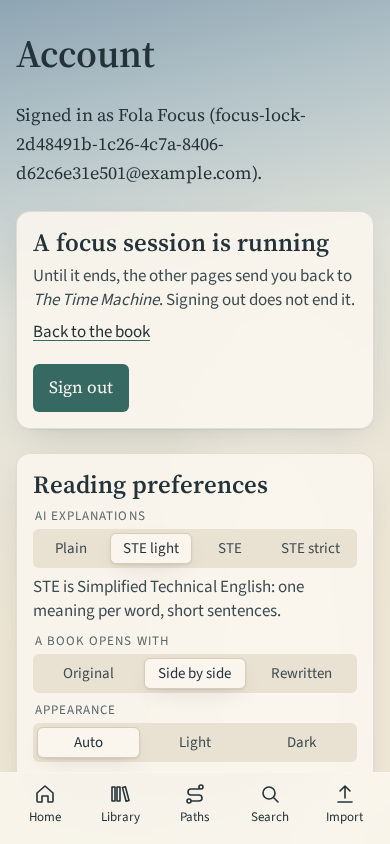 Account
Signed in as Fola Focus (focus-lock-
2d48491b-1c26-4c7a-8406-
d62c6e31e501@example.com).
A focus session is running
Until it ends, the other pages send you back to
The Time Machine. Signing out does not end it.
Back to the book
Sign out
Reading preferences
AI EXPLANATIONS
Plain STE light STE STE strict
STE is Simplified Technical English: one
meaning per word, short sentences.
A BOOK OPENS WITH
Original Side by side Rewritten
APPEARANCE
Auto Light Dark
Home Library Paths Search Import